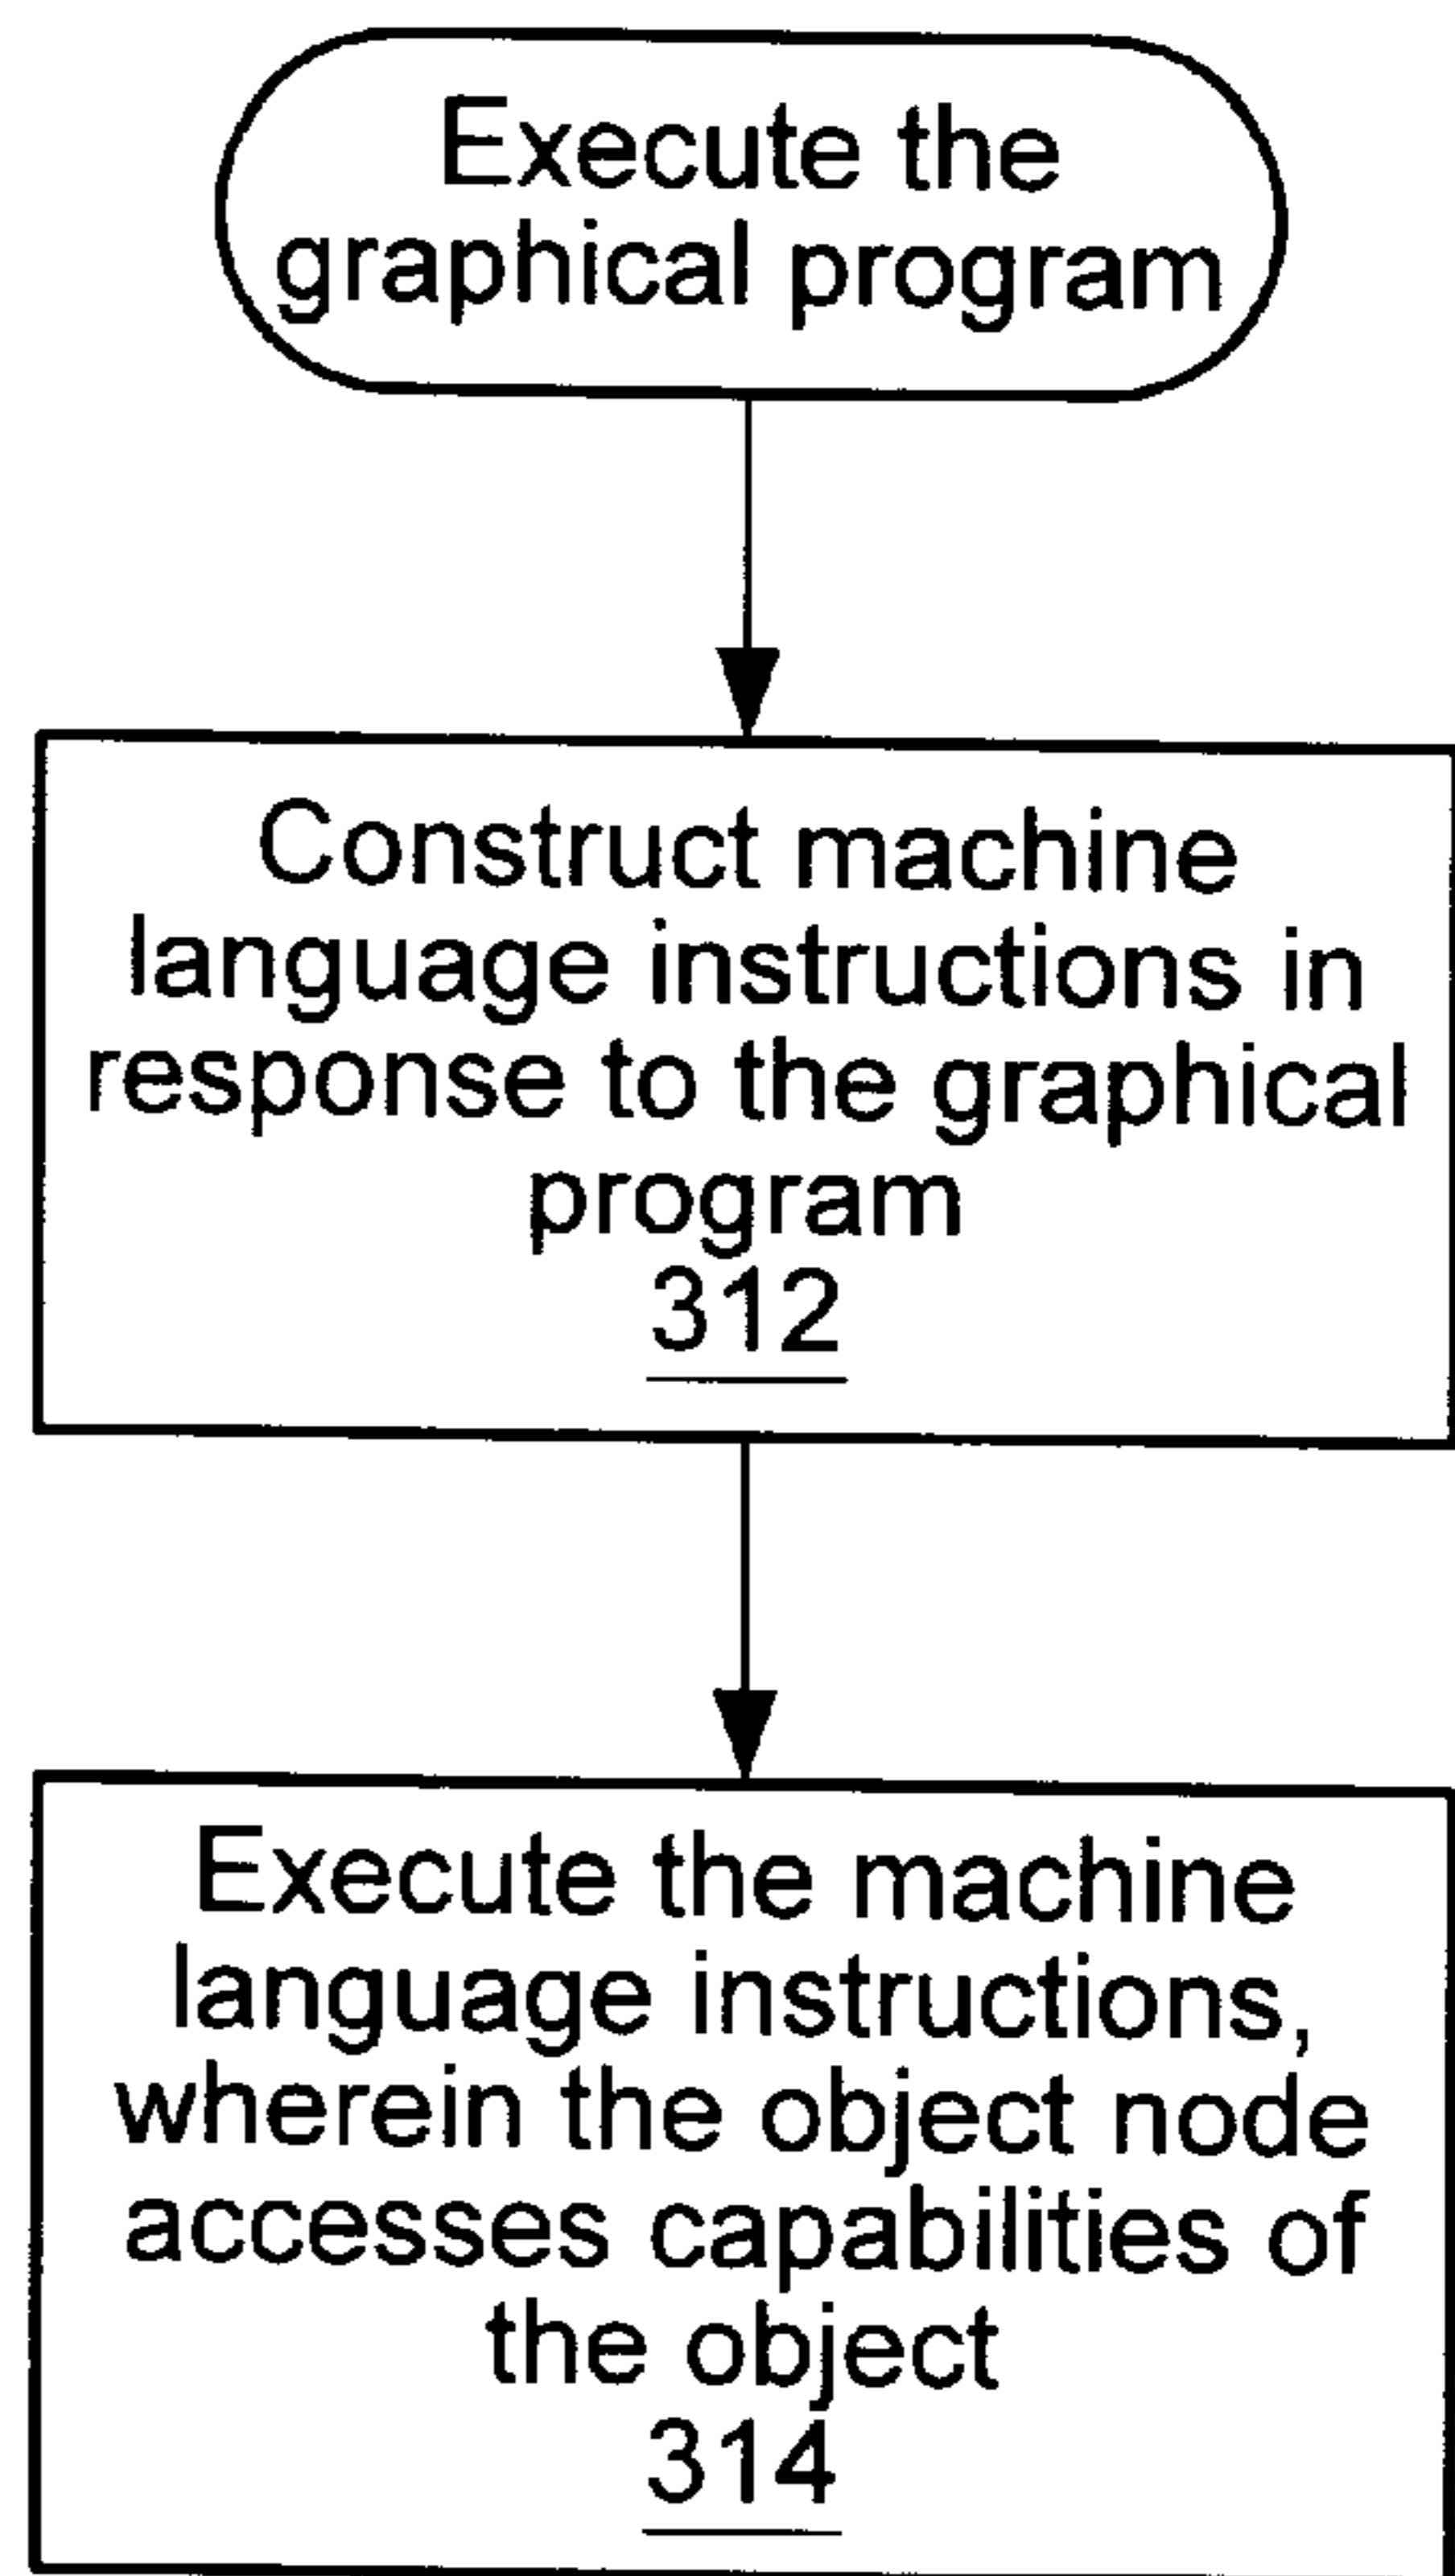 Execute the
graphical program
Construct machine
language instructions in
response to the graphical
program
312
Execute the machine
language instructions,
wherein the object node
accesses capabilities of
the object
314